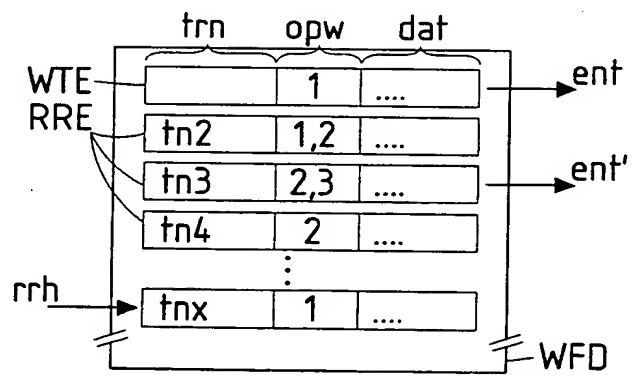 trn opw dat
WTE 1 .... ent
RRE tn2 1,2 ....
tn3 2,3 .... ent'
tn4 2 ....
rrh tnx 1 ....
WFD